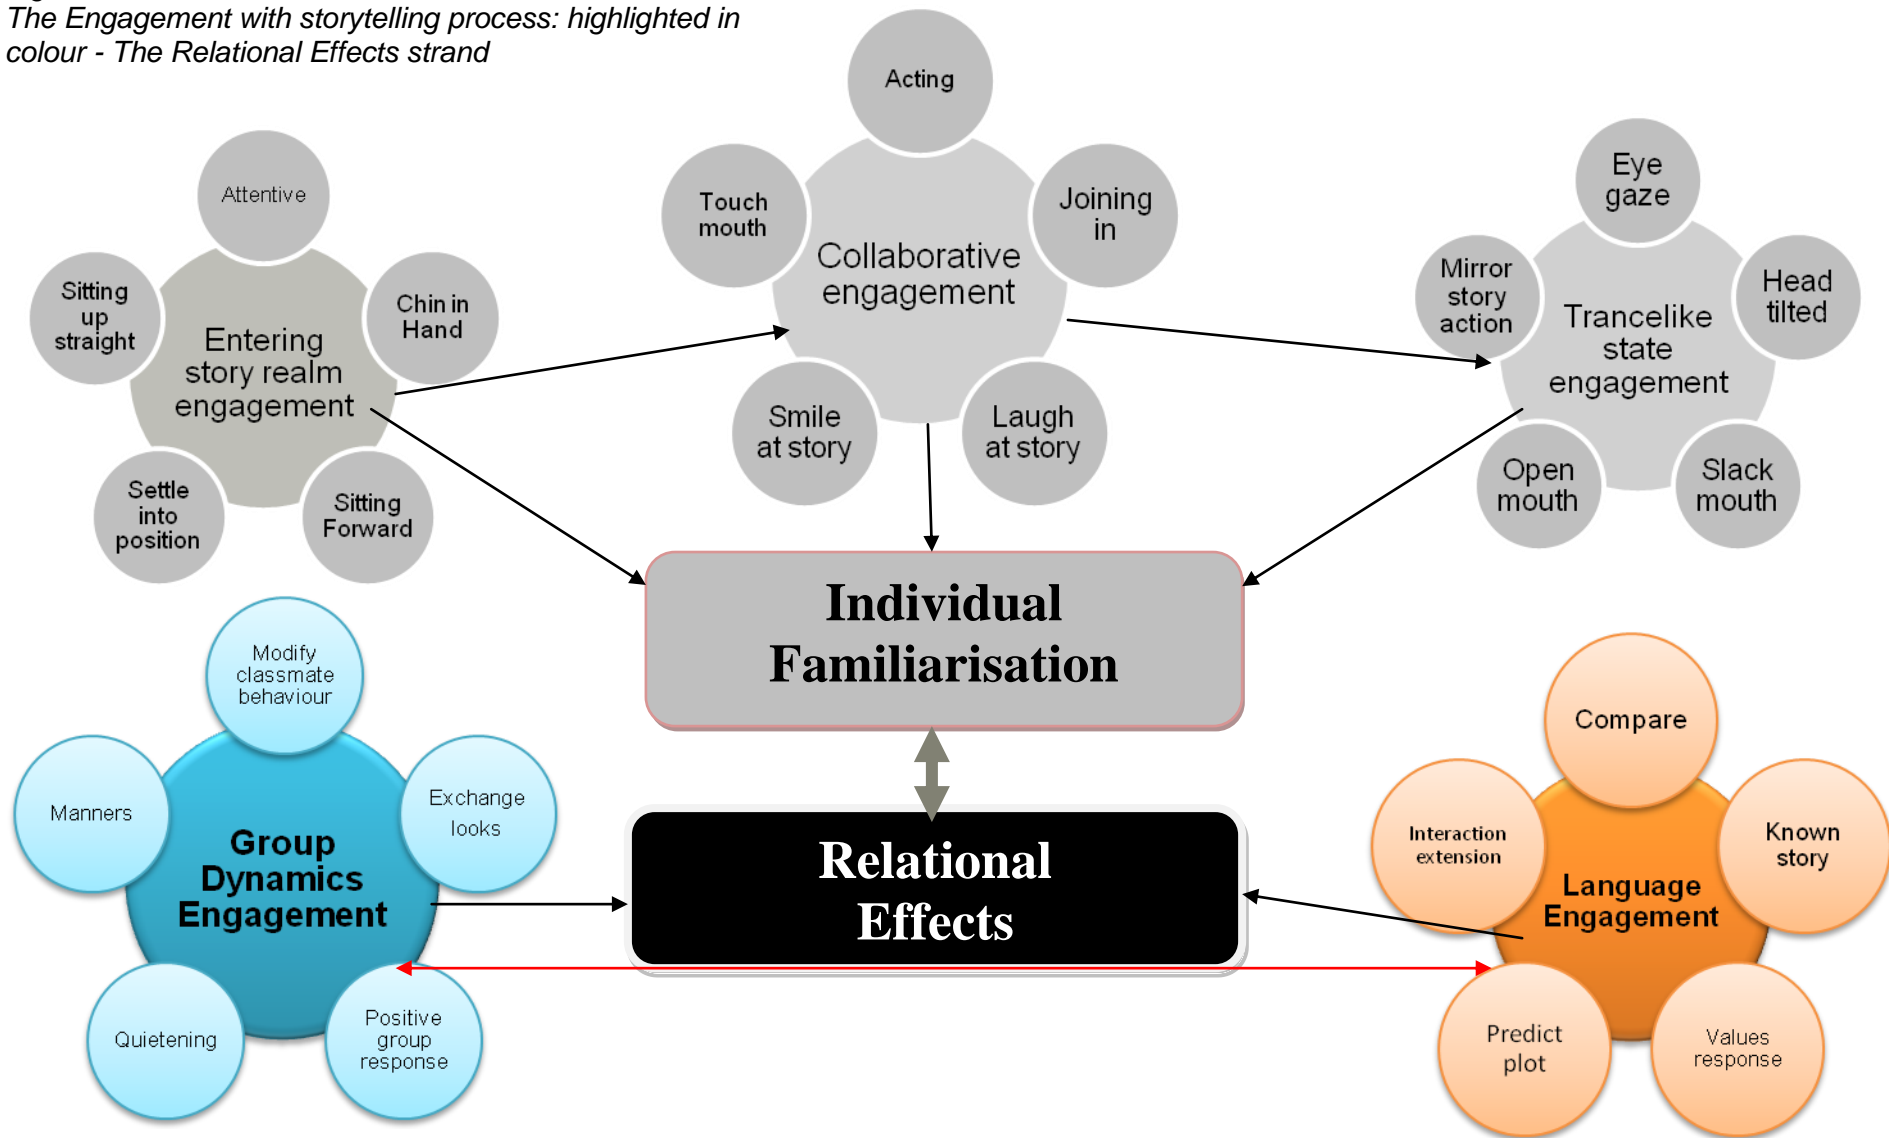 The Engagement with storytelling process: highlighted in
colour - The Relational Effects strand
Acting
Touch
mouth
Joining
in
Collaborative
engagement
Smile
at story
Laugh
at story
Attentive
Sitting
up
straight
Chin in
Hand
Entering
story realm
engagement
Settle
into
position
Sitting
Forward
Eye
gaze
Mirror
story
action
Head
tilted
Trancelike
state
engagement
Open
mouth
Slack
mouth
Individual
Familiarisation
Modify
classmate
behaviour
Manners
Exchange
looks
Group
Dynamics
Engagement
Quietening
Positive
group
response
Relational
Effects
Compare
Interaction
extension
Known
story
Language
Engagement
Predict
plot
Values
response